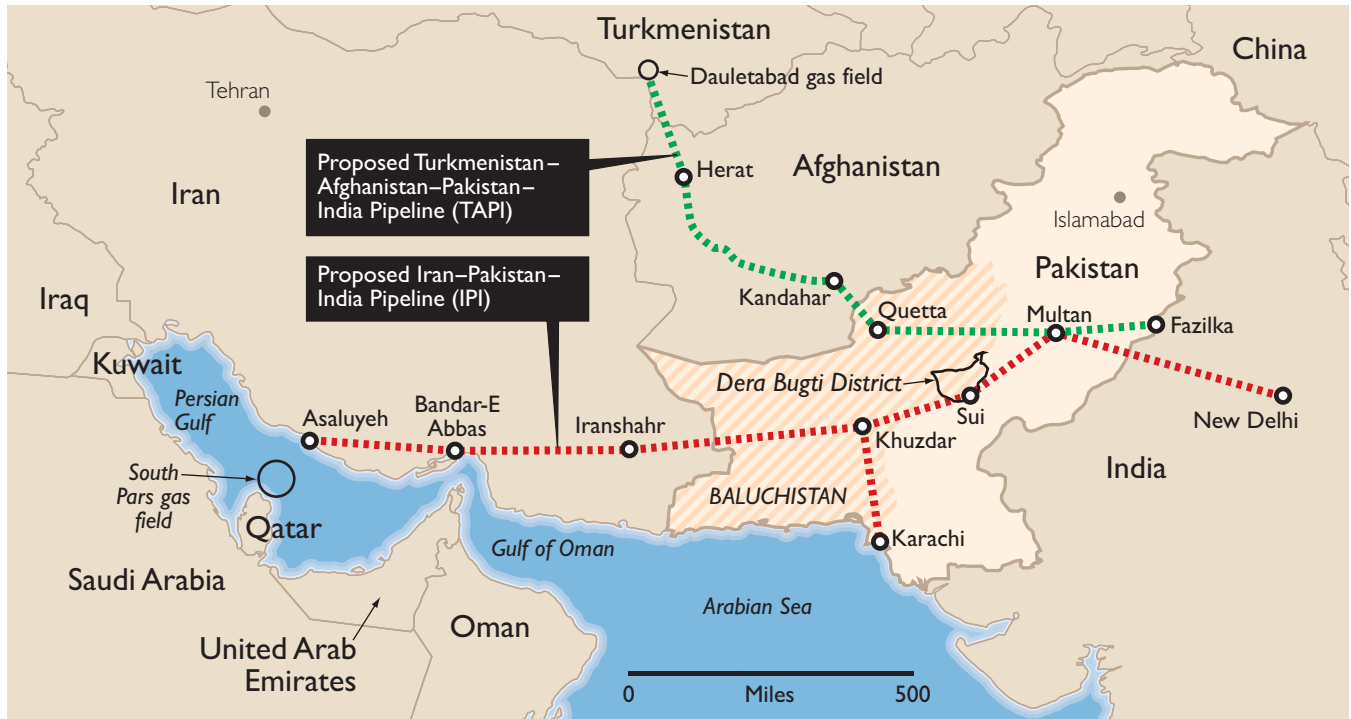 Turkmenistan
China
Dauletabad gas field
Tehran
Proposed Turkmenistan–
Afghanistan–Pakistan–
India Pipeline (TAPI)
Herat
Afghanistan
Iran
Islamabad
Proposed Iran–Pakistan–
India Pipeline (IPI)
Pakistan
Iraq
Kandahar
Quetta
Multan
Fazilka
Kuwait
Dera Bugti District
Persian
Gulf
Asaluyeh
Bandar-E
Abbas
Iranshahr
Sui
New Delhi
Khuzdar
South
Pars gas
field
India
BALUCHISTAN
Qatar
Karachi
Gulf of Oman
Saudi Arabia
Arabian Sea
Oman
United Arab
Emirates
0 Miles 500